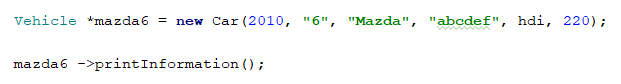 Vehicle *mazda6 = new Car(2010, "6", "Mazda", "abcdef", hdi, 220);
mazda6 ->printInformation();